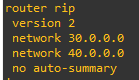 router rip
version 2
network 30.0.0.0
network 40.0.0.0
no auto-summary